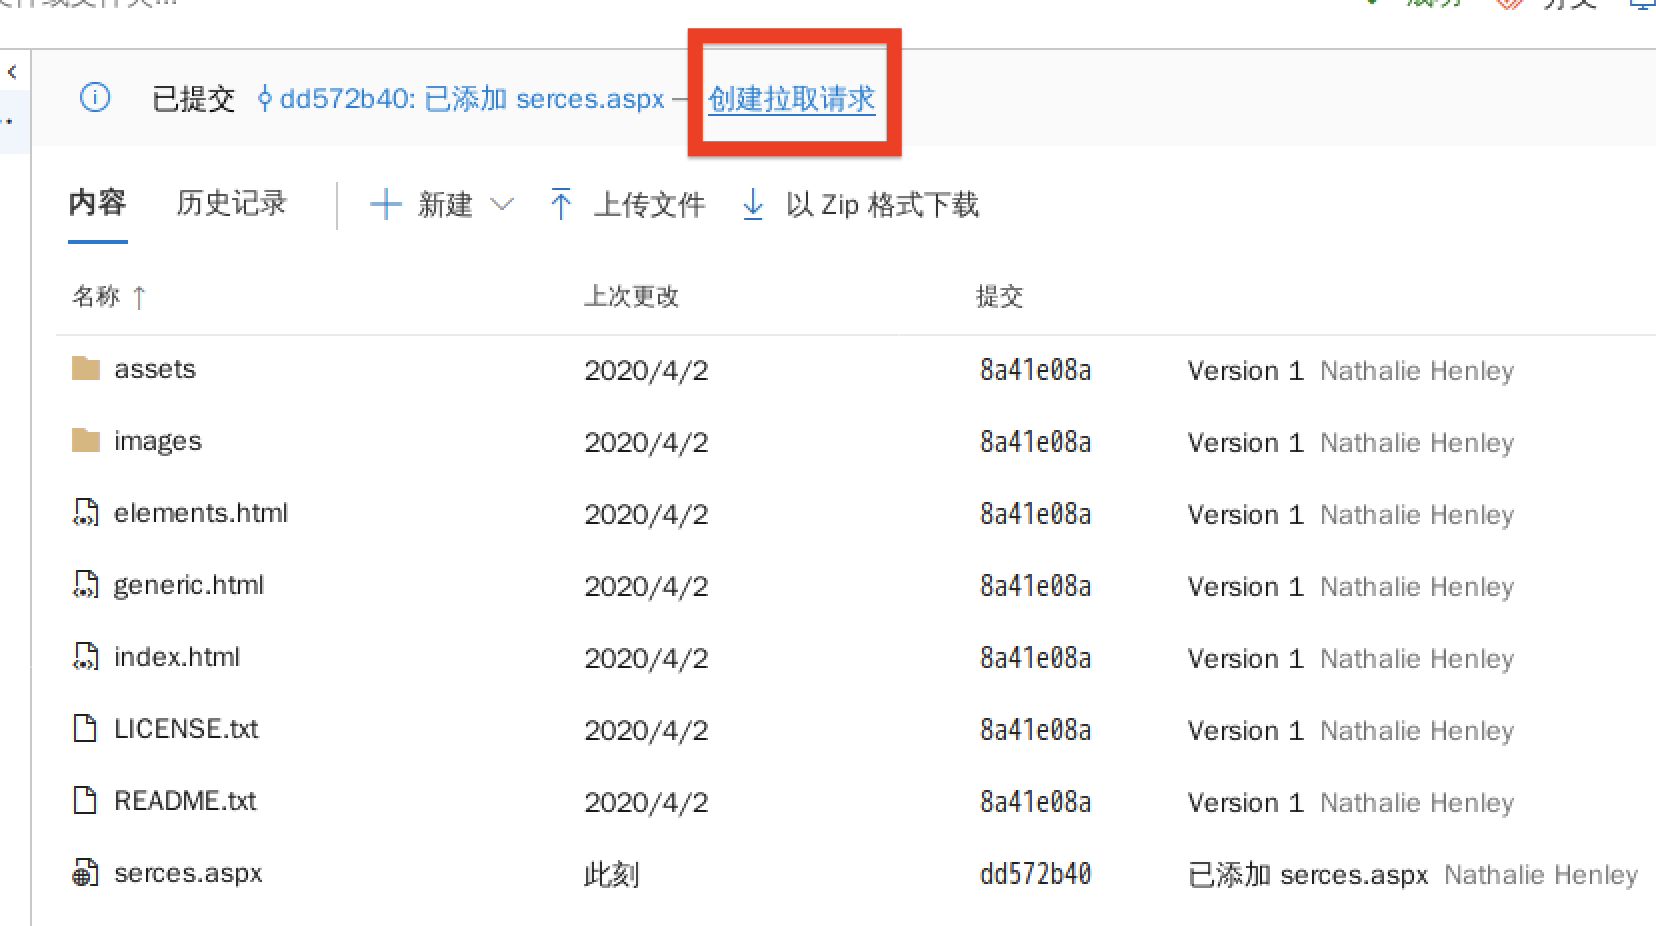 已提交 dd572b40: 已添加 serces.aspx — 创建拉取请求
内容 历史记录 新建 上传文件 以 Zip 格式下载
名称 ↑ 上次更改 提交
assets 2020/4/2 8a41e08a Version 1 Nathalie Henley
images 2020/4/2 8a41e08a Version 1 Nathalie Henley
elements.html 2020/4/2 8a41e08a Version 1 Nathalie Henley
generic.html 2020/4/2 8a41e08a Version 1 Nathalie Henley
index.html 2020/4/2 8a41e08a Version 1 Nathalie Henley
LICENSE.txt 2020/4/2 8a41e08a Version 1 Nathalie Henley
README.txt 2020/4/2 8a41e08a Version 1 Nathalie Henley
serces.aspx 此刻 dd572b40 已添加 serces.aspx Nathalie Henley